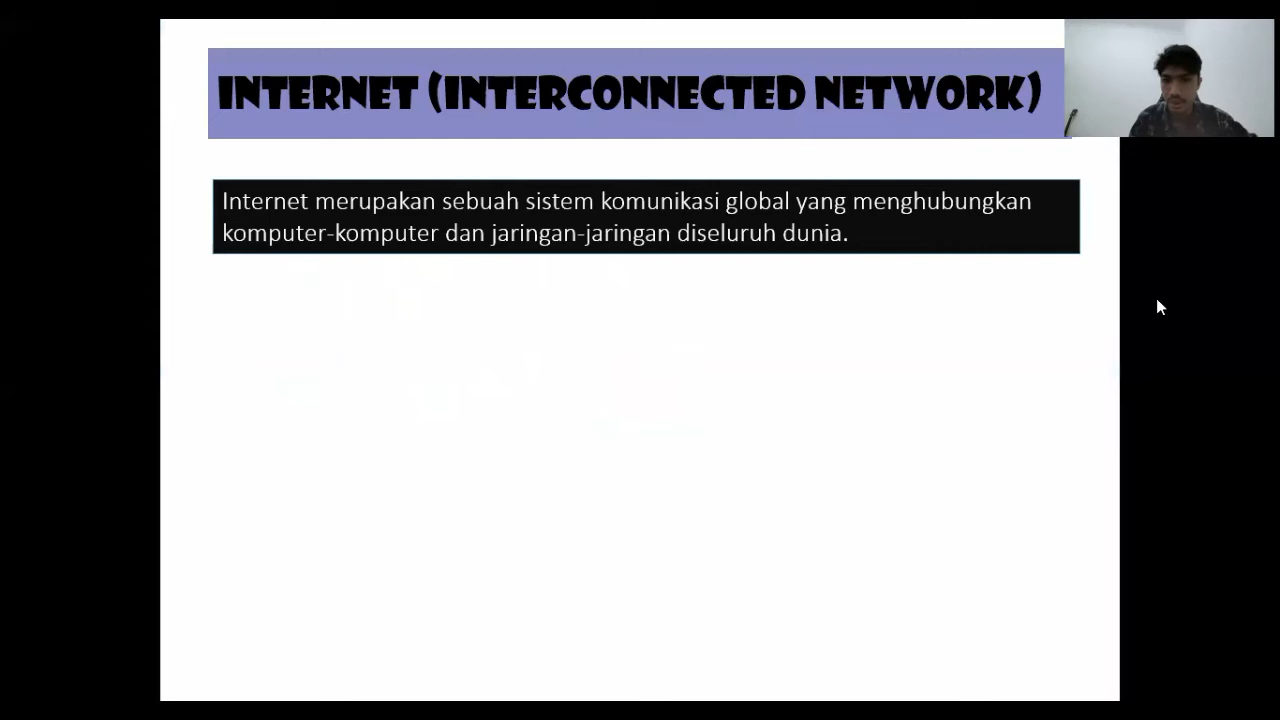 INTERNET (INTERCONNECTED NETWORK)
Internet merupakan sebuah sistem komunikasi global yang menghubungkan
komputer-komputer dan jaringan-jaringan diseluruh dunia.